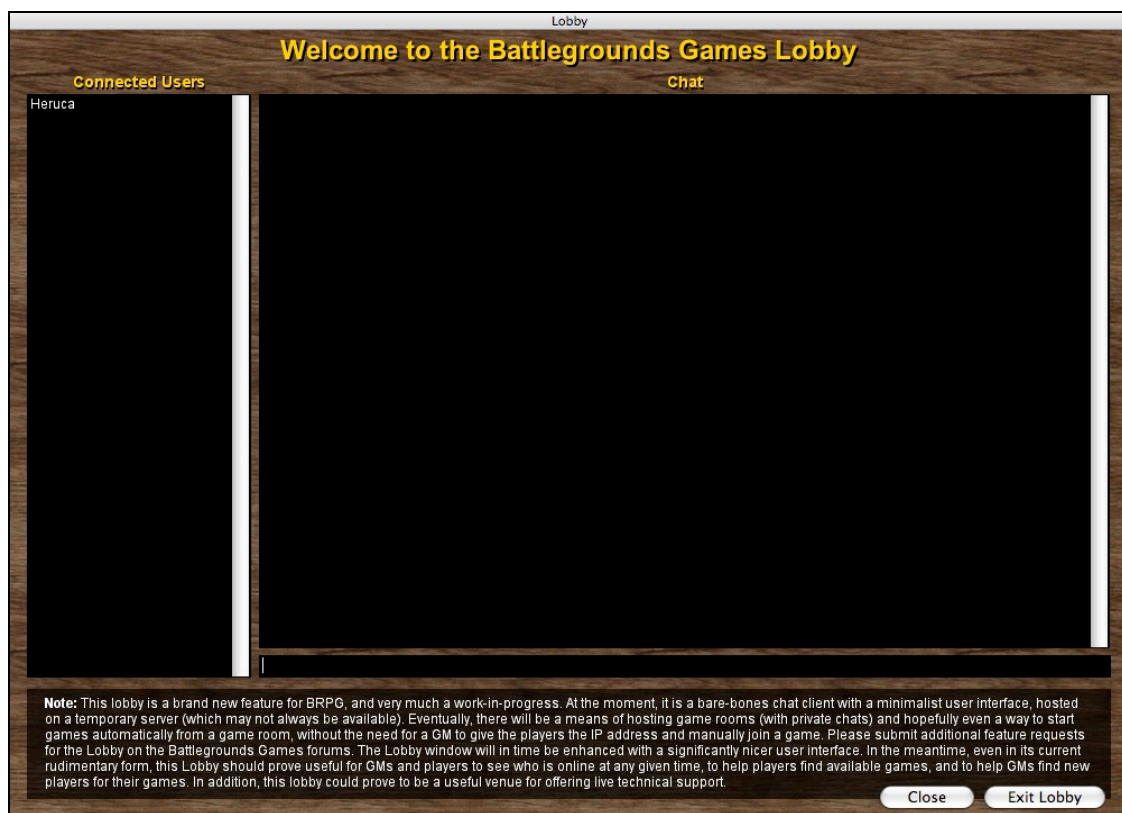 Lobby
Welcome to the Battlegrounds Games Lobby
Connected Users
Chat
Heruca
Note: This lobby is a brand new feature for BRPG, and very much a work-in-progress. At the moment, it is a bare-bones chat client with a minimalist user interface, hosted
on a temporary server (which may not always be available). Eventually, there will be a means of hosting game rooms (with private chats) and hopefully even a way to start
games automatically from a game room, without the need for a GM to give the players the IP address and manually join a game. Please submit additional feature requests
for the Lobby on the Battlegrounds Games forums. The Lobby window will in time be enhanced with a significantly nicer user interface. In the meantime, even in its current
rudimentary form, this Lobby should prove useful for GMs and players to see who is online at any given time, to help players find available games, and to help GMs find new
players for their games. In addition, this lobby could prove to be a useful venue for offering live technical support.
Close
Exit Lobby